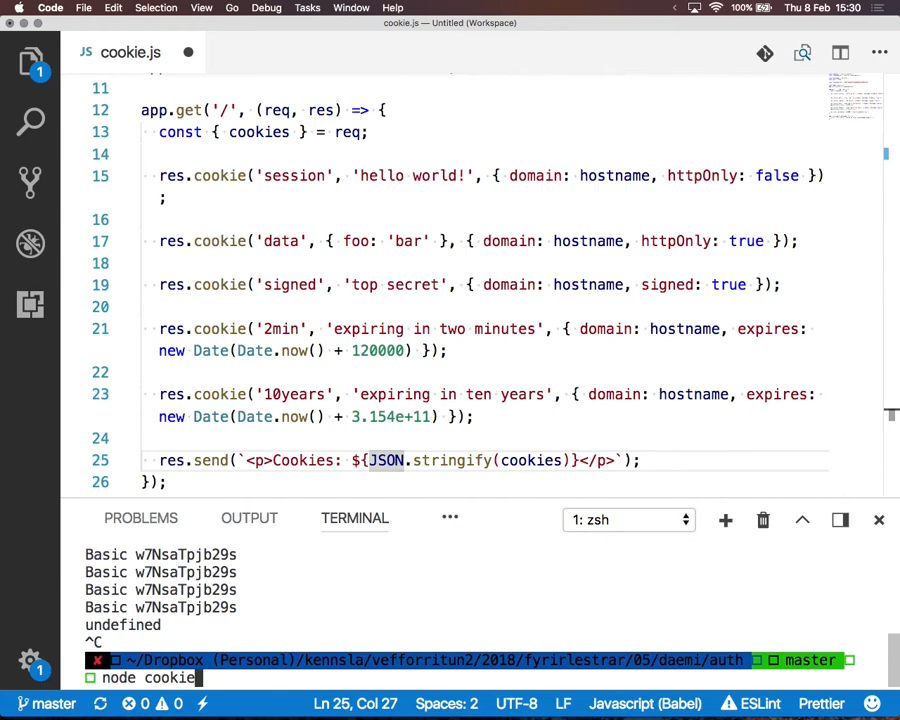 Code File Edit Selection View Go Debug Tasks Window Help 100% Thu 8 Feb 15:30
cookie.js — Untitled (Workspace)
1
JS cookie.js
11
12 app.get('/', (req, res) => {
13 const { cookies } = req;
14
15 res.cookie('session', 'hello world!', { domain: hostname, httpOnly: false })
;
16
17 res.cookie('data', { foo: 'bar' }, { domain: hostname, httpOnly: true });
18
19 res.cookie('signed', 'top secret', { domain: hostname, signed: true });
20
21 res.cookie('2min', 'expiring in two minutes', { domain: hostname, expires:
new Date(Date.now() + 120000) });
22
23 res.cookie('10years', 'expiring in ten years', { domain: hostname, expires:
new Date(Date.now() + 3.154e+11) });
24
25 res.send(`<p>Cookies: ${JSON.stringify(cookies)}</p>`);
26 });
PROBLEMS OUTPUT TERMINAL ••• 1: zsh
Basic w7NsaTpjb29s
Basic w7NsaTpjb29s
Basic w7NsaTpjb29s
Basic w7NsaTpjb29s
undefined
^C
✘ ~/Dropbox (Personal)/kennsla/vefforritun2/2018/fyrirlestrar/05/daemi/auth master
node cookie
1
master 0 0 Ln 25, Col 27 Spaces: 2 UTF-8 LF Javascript (Babel) ESLint Prettier